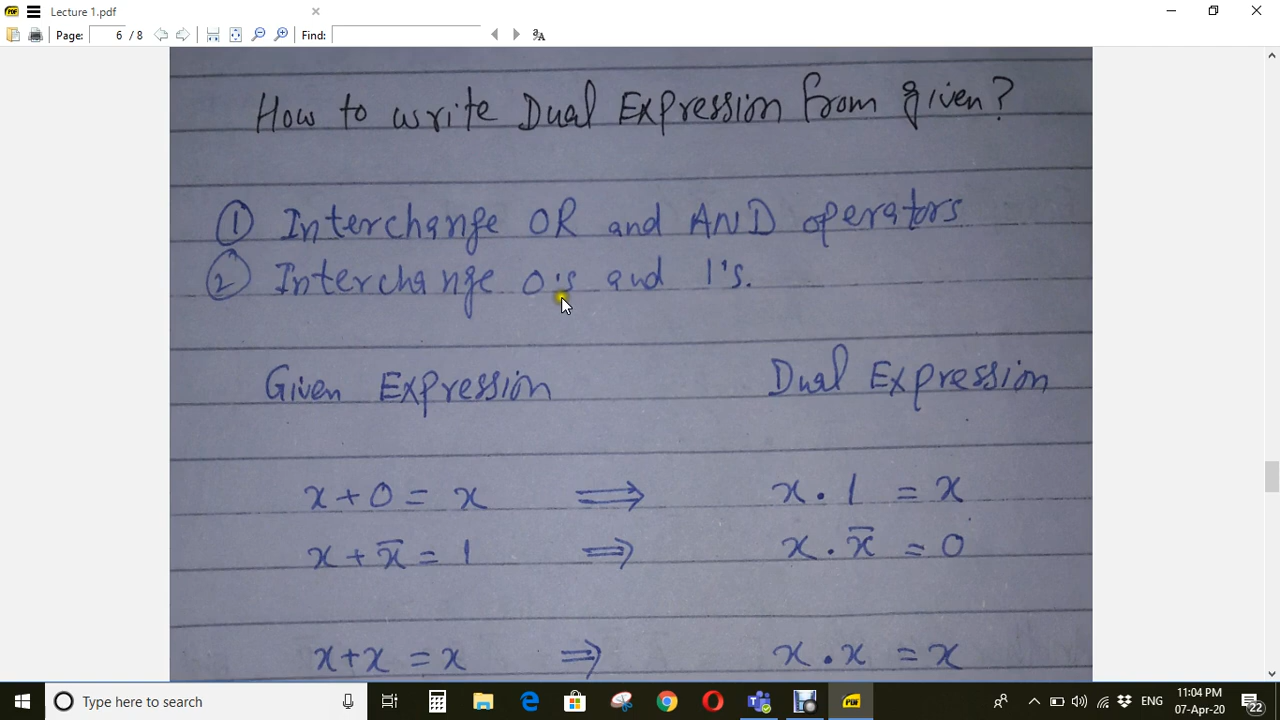 Lecture 1.pdf
Page: 6 / 8 Find:
How to write Dual Expression from given?
① Interchange OR and AND operators
② Interchange 0's and 1's.
Given Expression Dual Expression
x + 0 = x ⟹ x . 1 = x
x + x̅ = 1 ⟹ x . x̅ = 0
x + x = x ⟹ x . x = x
Type here to search
ENG
11:04 PM
07-Apr-20
22